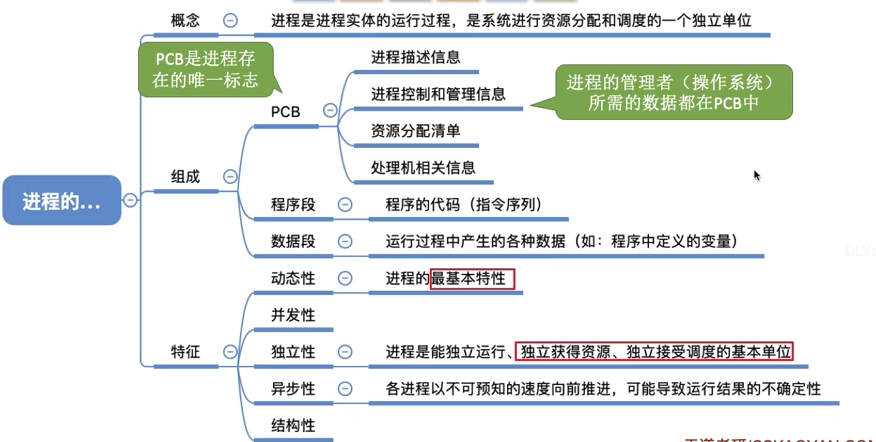 概念
进程是进程实体的运行过程，是系统进行资源分配和调度的一个独立单位
PCB是进程存
在的唯一标志
进程描述信息
进程的管理者（操作系统）
所需的数据都在PCB中
进程控制和管理信息
PCB
资源分配清单
处理机相关信息
组成
进程的...
程序段
程序的代码（指令序列）
数据段
运行过程中产生的各种数据（如：程序中定义的变量）
动态性
进程的最基本特性
并发性
特征
独立性
进程是能独立运行、独立获得资源、独立接受调度的基本单位
异步性
各进程以不可预知的速度向前推进，可能导致运行结果的不确定性
结构性